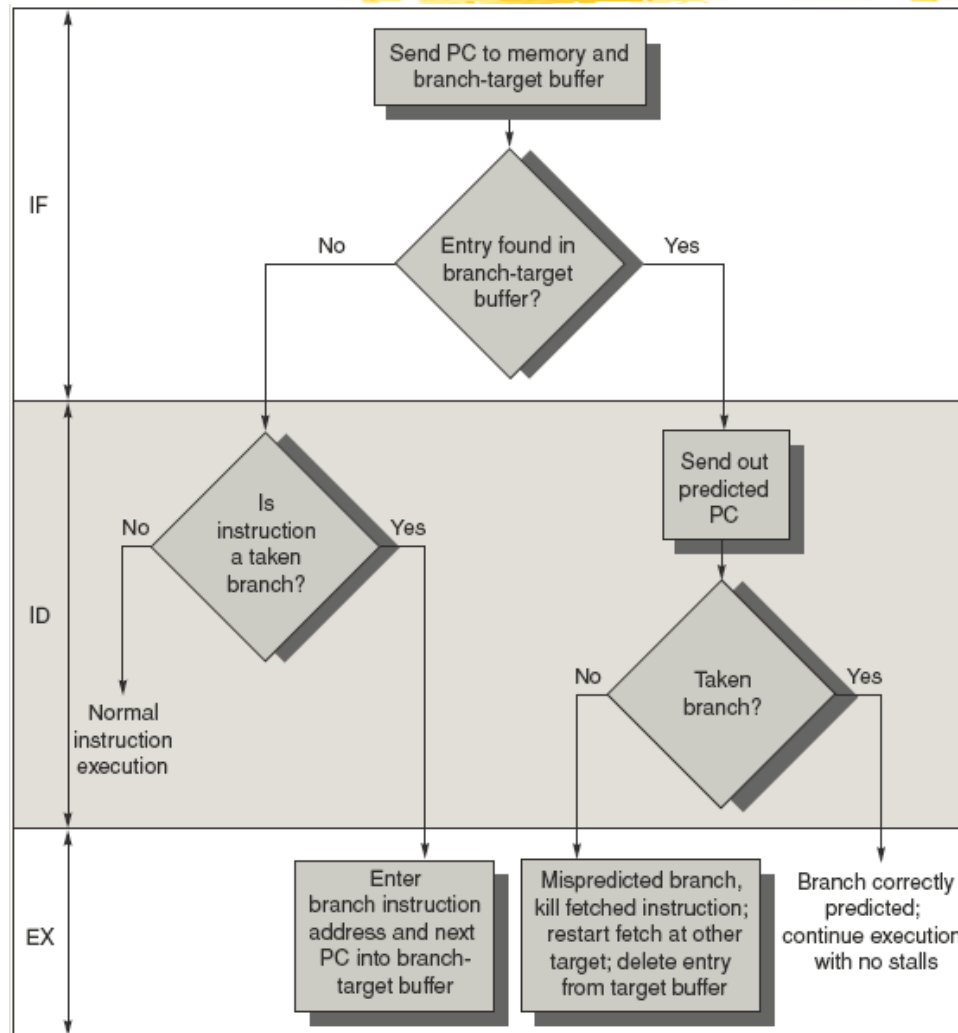 Send PC to memory and
branch-target buffer
IF
No
Entry found in
branch-target
buffer?
Yes
ID
No
Is
instruction
a taken
branch?
Yes
Send out
predicted
PC
No
Taken
branch?
Yes
Normal
instruction
execution
EX
Enter
branch instruction
address and next
PC into branch-
target buffer
Mispredicted branch,
kill fetched instruction;
restart fetch at other
target; delete entry
from target buffer
Branch correctly
predicted;
continue execution
with no stalls